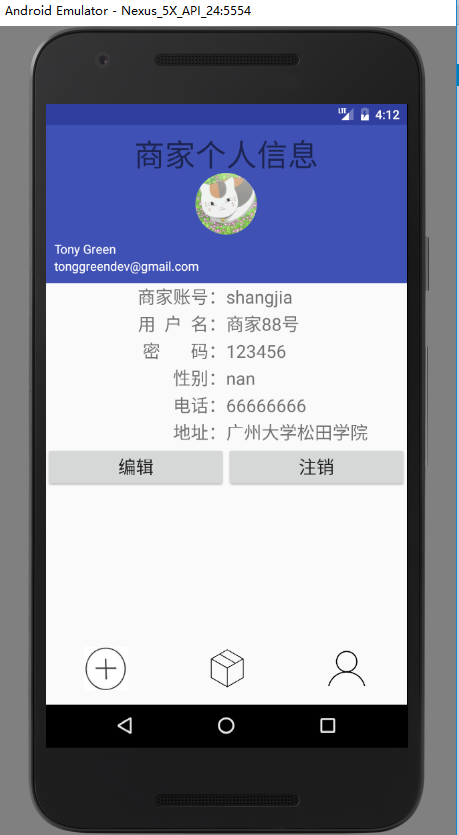 Android Emulator - Nexus_5X_API_24:5554
LTE 4:12
商家个人信息
Tony Green
tonggreendev@gmail.com
商家账号：shangjia
用 户 名：商家88号
密 码：123456
性别：nan
电话：66666666
地址：广州大学松田学院
编辑 注销